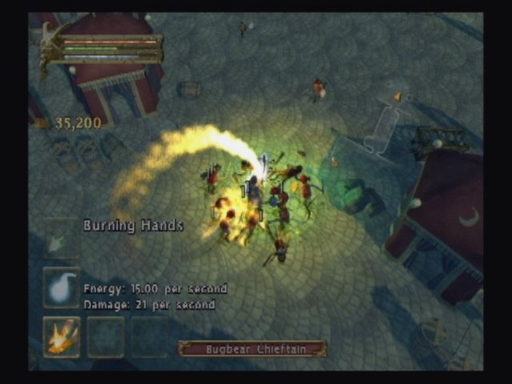 35,200
Burning Hands
Energy: 15.00 per second
Damage: 21 per second
Bugbear Chieftain